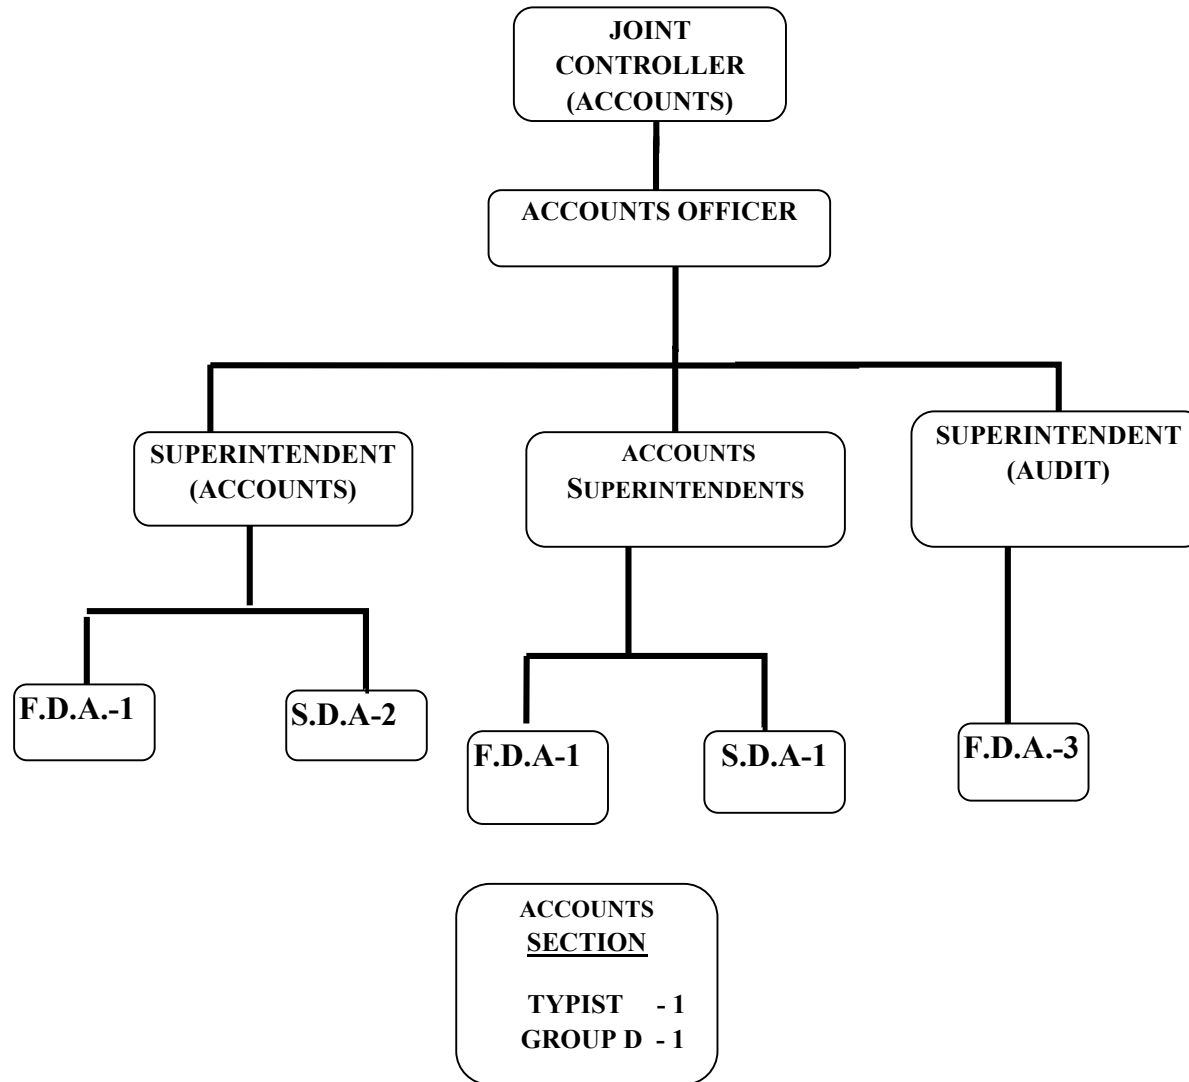 JOINT
CONTROLLER
(ACCOUNTS)
ACCOUNTS OFFICER
SUPERINTENDENT
(ACCOUNTS)
ACCOUNTS
SUPERINTENDENTS
SUPERINTENDENT
(AUDIT)
F.D.A.-1
S.D.A-2
F.D.A-1
S.D.A-1
F.D.A.-3
ACCOUNTS
SECTION
TYPIST - 1
GROUP D - 1